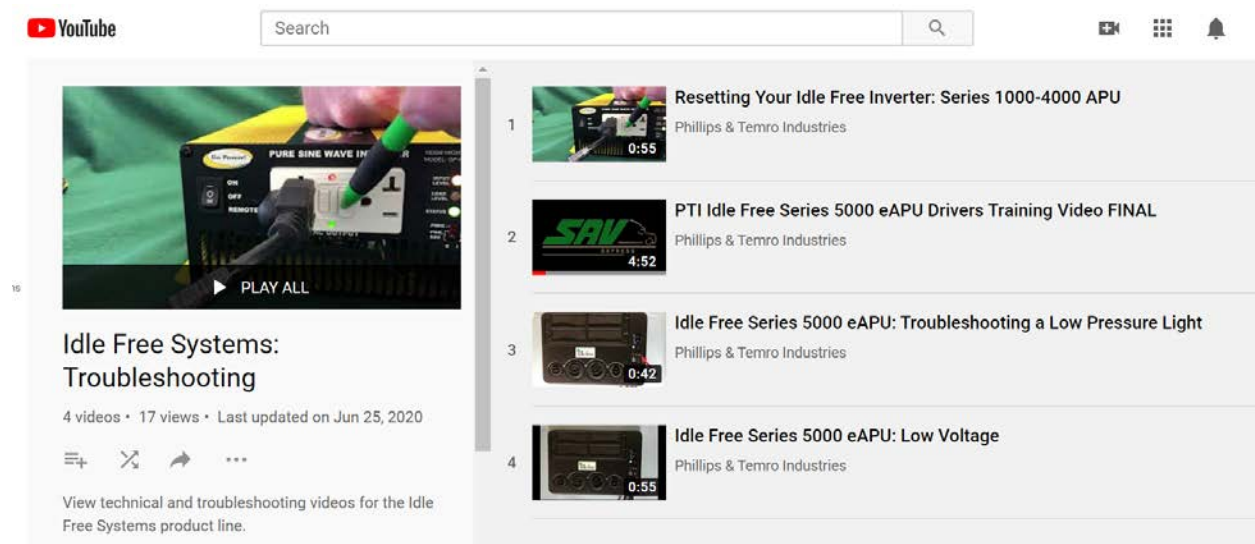 YouTube
Search
PURE SINE WAVE IN
ON
OFF
REMOTE
PLAY ALL
Idle Free Systems:
Troubleshooting
4 videos • 17 views • Last updated on Jun 25, 2020
View technical and troubleshooting videos for the Idle
Free Systems product line.
1
0:55
Resetting Your Idle Free Inverter: Series 1000-4000 APU
Phillips & Temro Industries
2
SAV
EXPRESS
4:52
PTI Idle Free Series 5000 eAPU Drivers Training Video FINAL
Phillips & Temro Industries
3
0:42
Idle Free Series 5000 eAPU: Troubleshooting a Low Pressure Light
Phillips & Temro Industries
4
0:55
Idle Free Series 5000 eAPU: Low Voltage
Phillips & Temro Industries